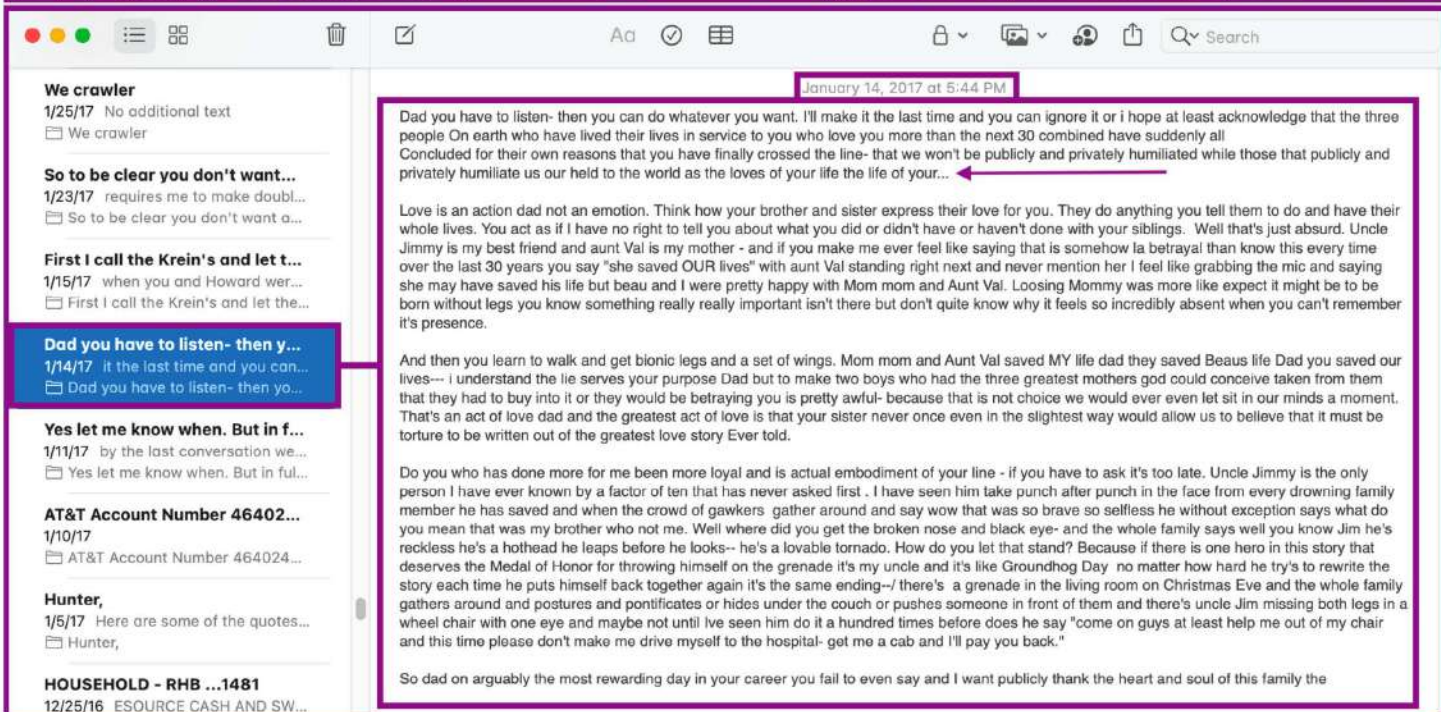 Aa
Search
We crawler
1/25/17 No additional text
We crawler
So to be clear you don't want...
1/23/17 requires me to make doubl...
So to be clear you don't want a...
First I call the Krein's and let t...
1/15/17 when you and Howard wer...
First I call the Krein's and let the...
Dad you have to listen- then y...
1/14/17 it the last time and you can...
Dad you have to listen- then yo...
Yes let me know when. But in f...
1/11/17 by the last conversation we...
Yes let me know when. But in ful...
AT&T Account Number 46402...
1/10/17
AT&T Account Number 464024...
Hunter,
1/5/17 Here are some of the quotes...
Hunter,
HOUSEHOLD - RHB ...1481
12/25/16 ESOURCE CASH AND SW...
January 14, 2017 at 5:44 PM
Dad you have to listen- then you can do whatever you want. I'll make it the last time and you can ignore it or i hope at least acknowledge that the three
people On earth who have lived their lives in service to you who love you more than the next 30 combined have suddenly all
Concluded for their own reasons that you have finally crossed the line- that we won't be publicly and privately humiliated while those that publicly and
privately humiliate us our held to the world as the loves of your life the life of your...
Love is an action dad not an emotion. Think how your brother and sister express their love for you. They do anything you tell them to do and have their
whole lives. You act as if I have no right to tell you about what you did or didn't have or haven't done with your siblings. Well that's just absurd. Uncle
Jimmy is my best friend and aunt Val is my mother - and if you make me ever feel like saying that is somehow la betrayal than know this every time
over the last 30 years you say "she saved OUR lives" with aunt Val standing right next and never mention her I feel like grabbing the mic and saying
she may have saved his life but beau and I were pretty happy with Mom mom and Aunt Val. Loosing Mommy was more like expect it might be to be
born without legs you know something really really important isn't there but don't quite know why it feels so incredibly absent when you can't remember
it's presence.
And then you learn to walk and get bionic legs and a set of wings. Mom mom and Aunt Val saved MY life dad they saved Beaus life Dad you saved our
lives--- i understand the lie serves your purpose Dad but to make two boys who had the three greatest mothers god could conceive taken from them
that they had to buy into it or they would be betraying you is pretty awful- because that is not choice we would ever even let sit in our minds a moment.
That's an act of love dad and the greatest act of love is that your sister never once even in the slightest way would allow us to believe that it must be
torture to be written out of the greatest love story Ever told.
Do you who has done more for me been more loyal and is actual embodiment of your line - if you have to ask it's too late. Uncle Jimmy is the only
person I have ever known by a factor of ten that has never asked first . I have seen him take punch after punch in the face from every drowning family
member he has saved and when the crowd of gawkers gather around and say wow that was so brave so selfless he without exception says what do
you mean that was my brother who not me. Well where did you get the broken nose and black eye- and the whole family says well you know Jim he's
reckless he's a hothead he leaps before he looks-- he's a lovable tornado. How do you let that stand? Because if there is one hero in this story that
deserves the Medal of Honor for throwing himself on the grenade it's my uncle and it's like Groundhog Day no matter how hard he try's to rewrite the
story each time he puts himself back together again it's the same ending--/ there's a grenade in the living room on Christmas Eve and the whole family
gathers around and postures and pontificates or hides under the couch or pushes someone in front of them and there's uncle Jim missing both legs in a
wheel chair with one eye and maybe not until Ive seen him do it a hundred times before does he say "come on guys at least help me out of my chair
and this time please don't make me drive myself to the hospital- get me a cab and I'll pay you back."
So dad on arguably the most rewarding day in your career you fail to even say and I want publicly thank the heart and soul of this family the